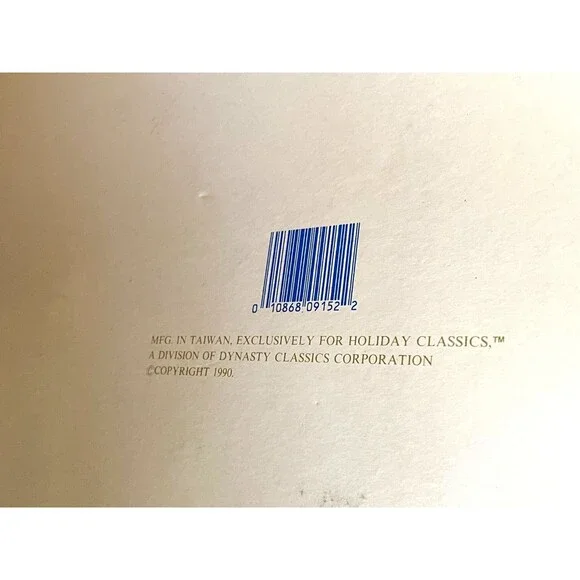 0 10868 09152 2
MFG. IN TAIWAN, EXCLUSIVELY FOR HOLIDAY CLASSICS,™
A DIVISION OF DYNASTY CLASSICS CORPORATION
©COPYRIGHT 1990.